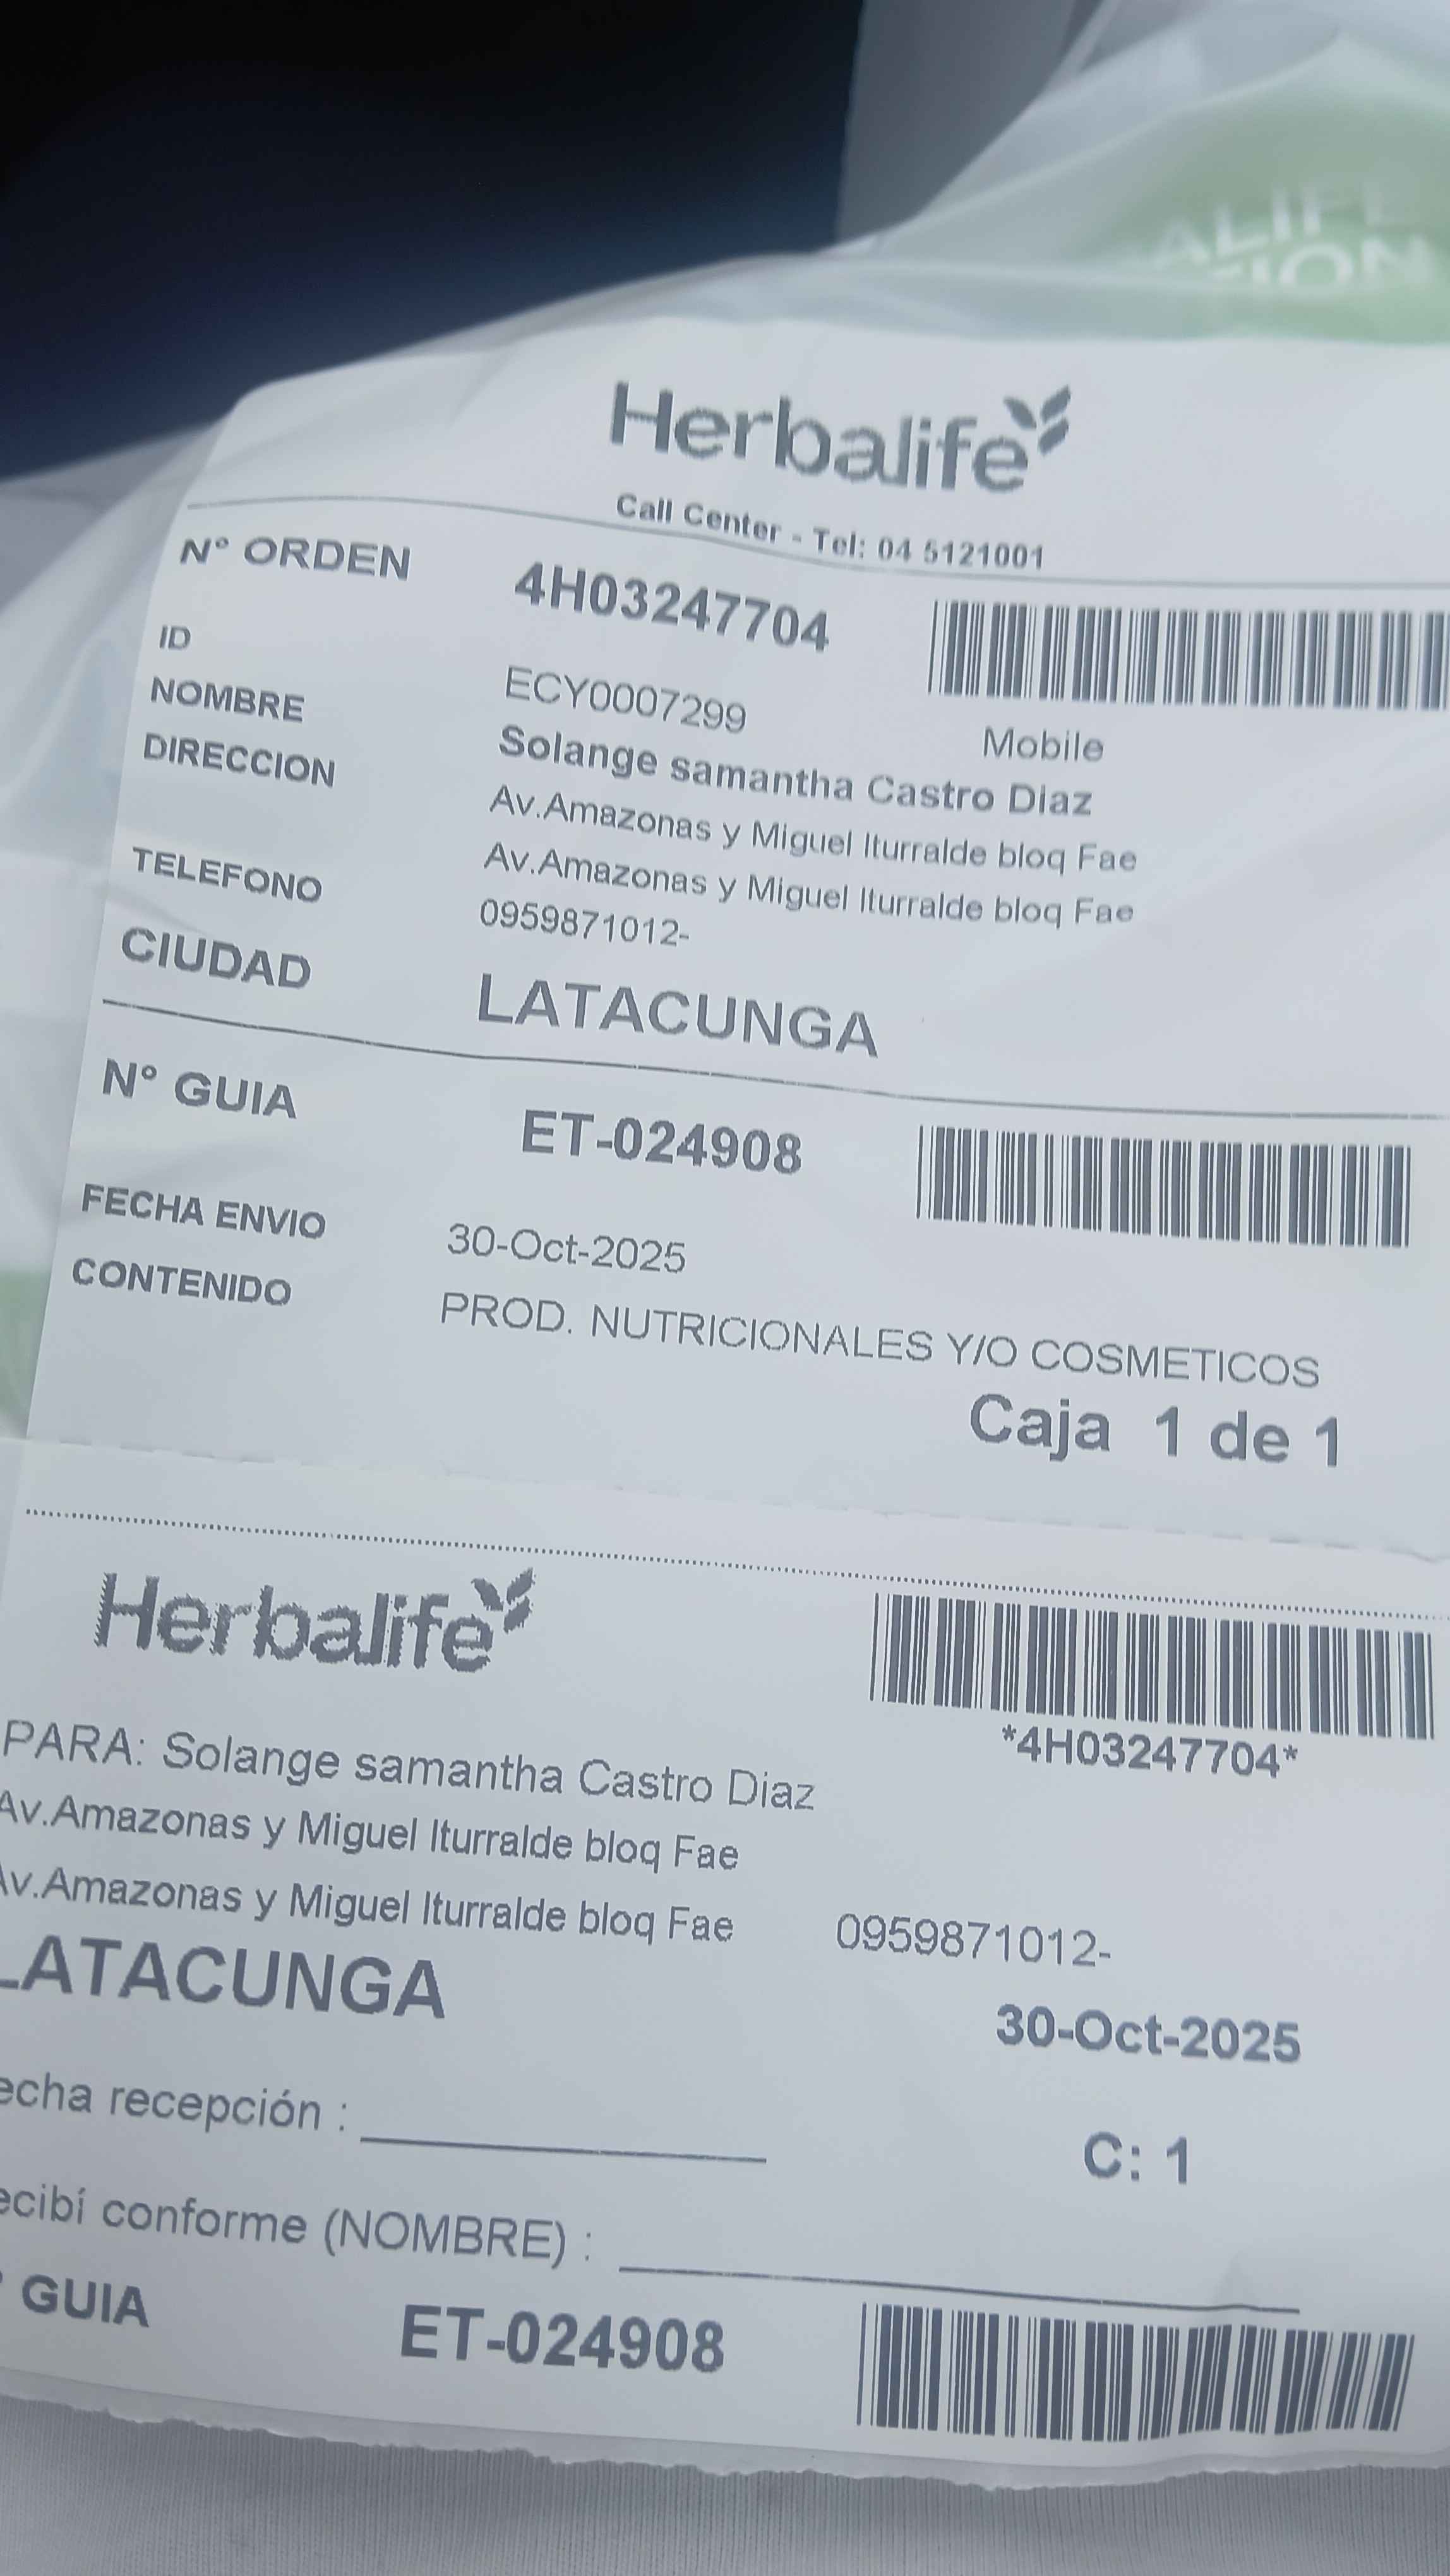 ALIFE
ION
Herbalife
Call Center - Tel: 04 5121001
N° ORDEN 4H03247704
ID ECY0007299 Mobile
NOMBRE Solange samantha Castro Diaz
DIRECCION Av.Amazonas y Miguel Iturralde bloq Fae
Av.Amazonas y Miguel Iturralde bloq Fae
TELEFONO 0959871012-
CIUDAD LATACUNGA
N° GUIA ET-024908
FECHA ENVIO 30-Oct-2025
CONTENIDO PROD. NUTRICIONALES Y/O COSMETICOS
Caja 1 de 1
Herbalife
*4H03247704*
PARA: Solange samantha Castro Diaz
Av.Amazonas y Miguel Iturralde bloq Fae
Av.Amazonas y Miguel Iturralde bloq Fae 0959871012-
LATACUNGA
30-Oct-2025
echa recepción :
C: 1
ecibí conforme (NOMBRE) :
GUIA ET-024908